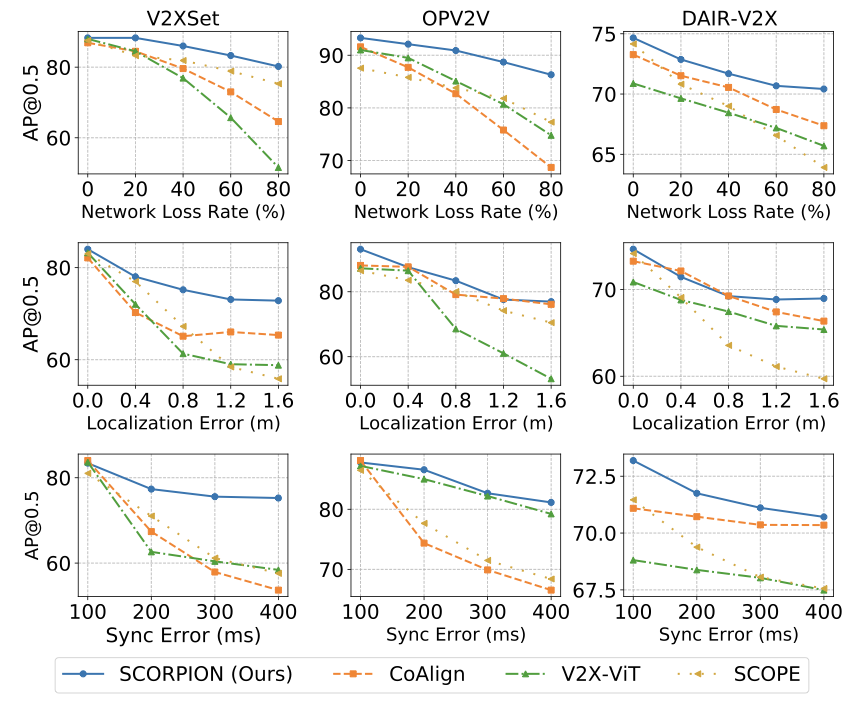 V2XSet OPV2V DAIR-V2X
AP@0.5
80
60
90
80
70
75
70
65
0 20 40 60 80 0 20 40 60 80 0 20 40 60 80
Network Loss Rate (%) Network Loss Rate (%) Network Loss Rate (%)
AP@0.5
80
60
80
60
70
60
0.0 0.4 0.8 1.2 1.6 0.0 0.4 0.8 1.2 1.6 0.0 0.4 0.8 1.2 1.6
Localization Error (m) Localization Error (m) Localization Error (m)
AP@0.5
80
60
80
70
72.5
70.0
67.5
100 200 300 400 100 200 300 400 100 200 300 400
Sync Error (ms) Sync Error (ms) Sync Error (ms)
SCORPION (Ours) CoAlign V2X-ViT SCOPE